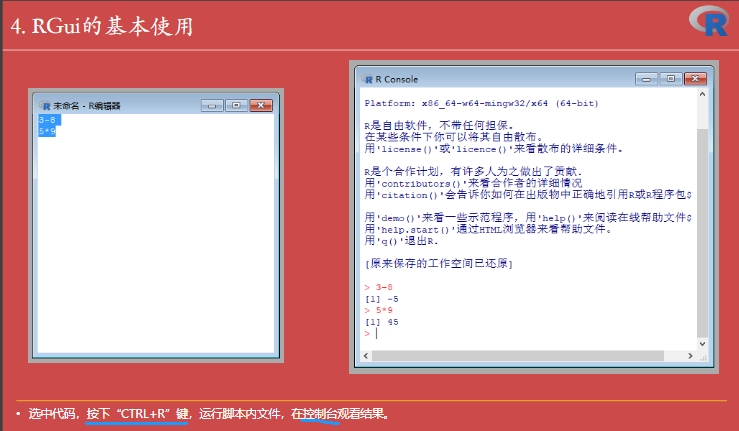 4. RGui的基本使用
R
未命名 - R编辑器
3-8
5*9
R Console
Platform: x86_64-w64-mingw32/x64 (64-bit)
R是自由软件，不带任何担保。
在某些条件下你可以将其自由散布。
用'license()'或'licence()'来看散布的详细条件。
R是个合作计划，有许多人为之做出了贡献.
用'contributors()'来看合作者的详细情况
用'citation()'会告诉你如何在出版物中正确地引用R或R程序包$
用'demo()'来看一些示范程序，用'help()'来阅读在线帮助文件$
用'help.start()'通过HTML浏览器来看帮助文件。
用'q()'退出R.
[原来保存的工作空间已还原]
> 3-8
[1] -5
> 5*9
[1] 45
>
• 选中代码，按下“CTRL+R”键，运行脚本内文件，在控制台观看结果。